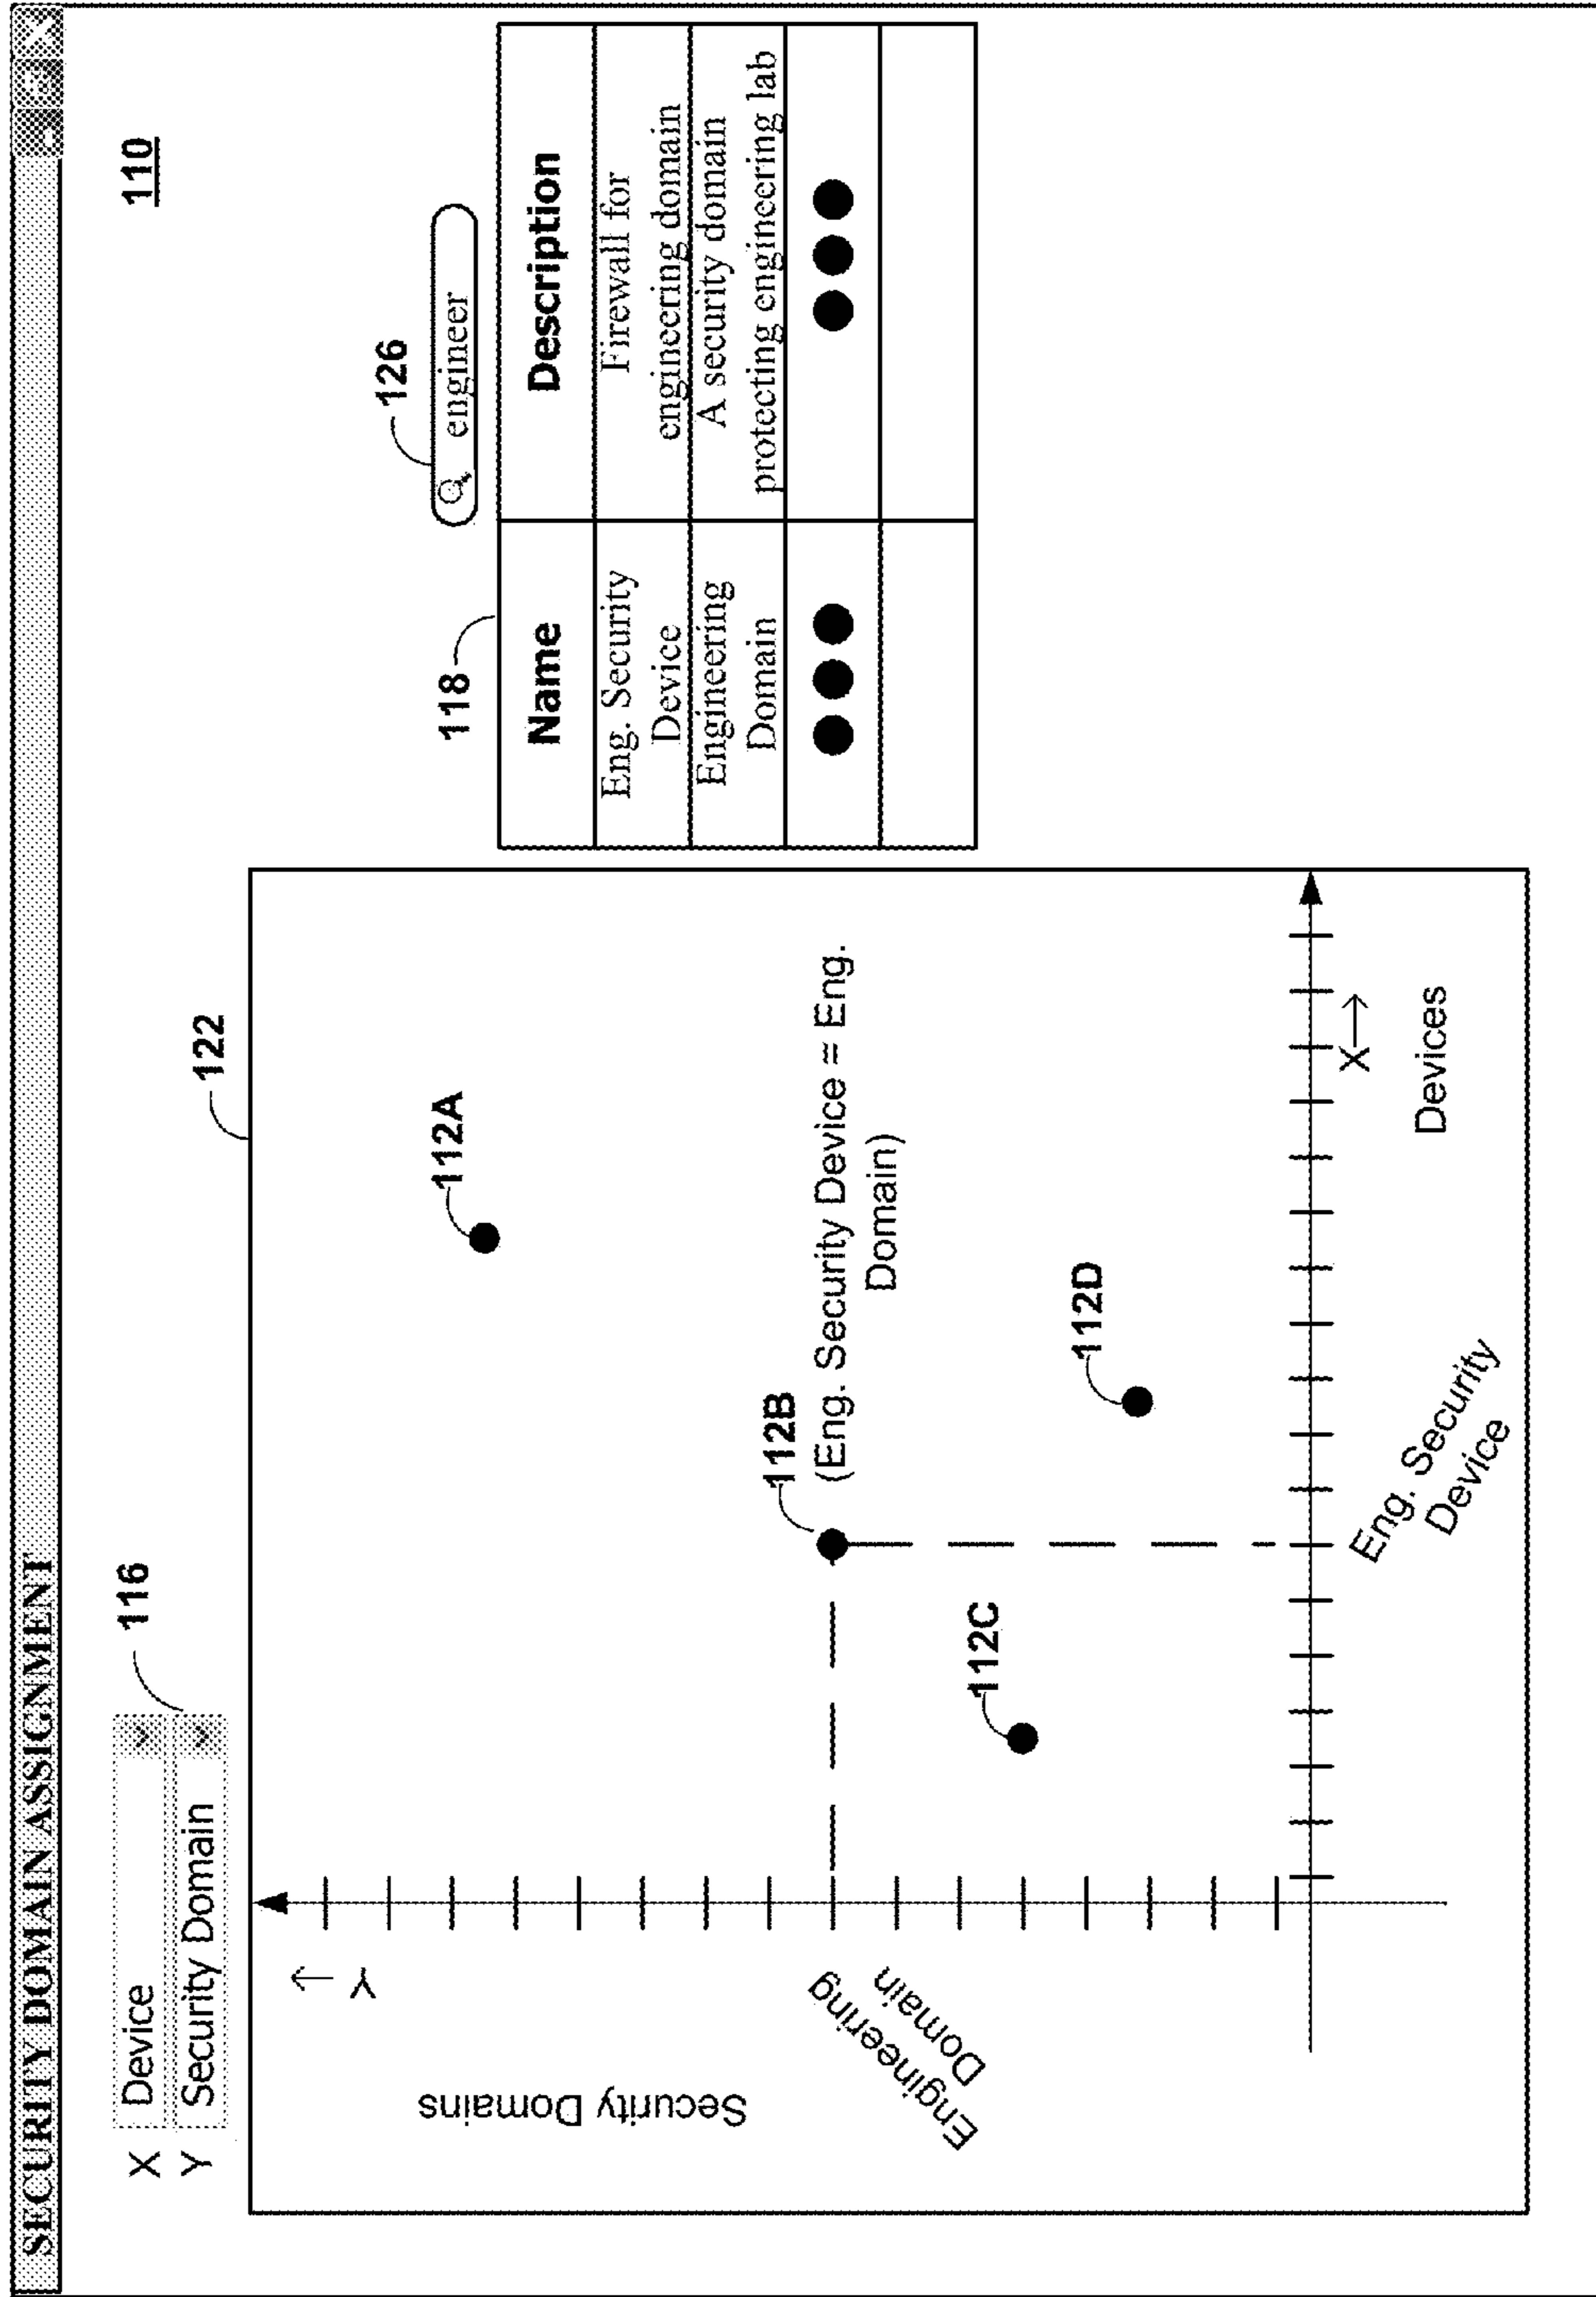 SECURITY DOMAIN ASSIGNMENT
110
X Device
Y Security Domain
116
122
Y
Security Domains
Engineering
Domain
112A
112B
(Eng. Security Device = Eng.
Domain)
112C
112D
X
Devices
Eng. Security
Device
126
engineer
118
Name Description
Eng. Security
Device
Firewall for
engineering domain
Engineering
Domain
A security domain
protecting engineering lab